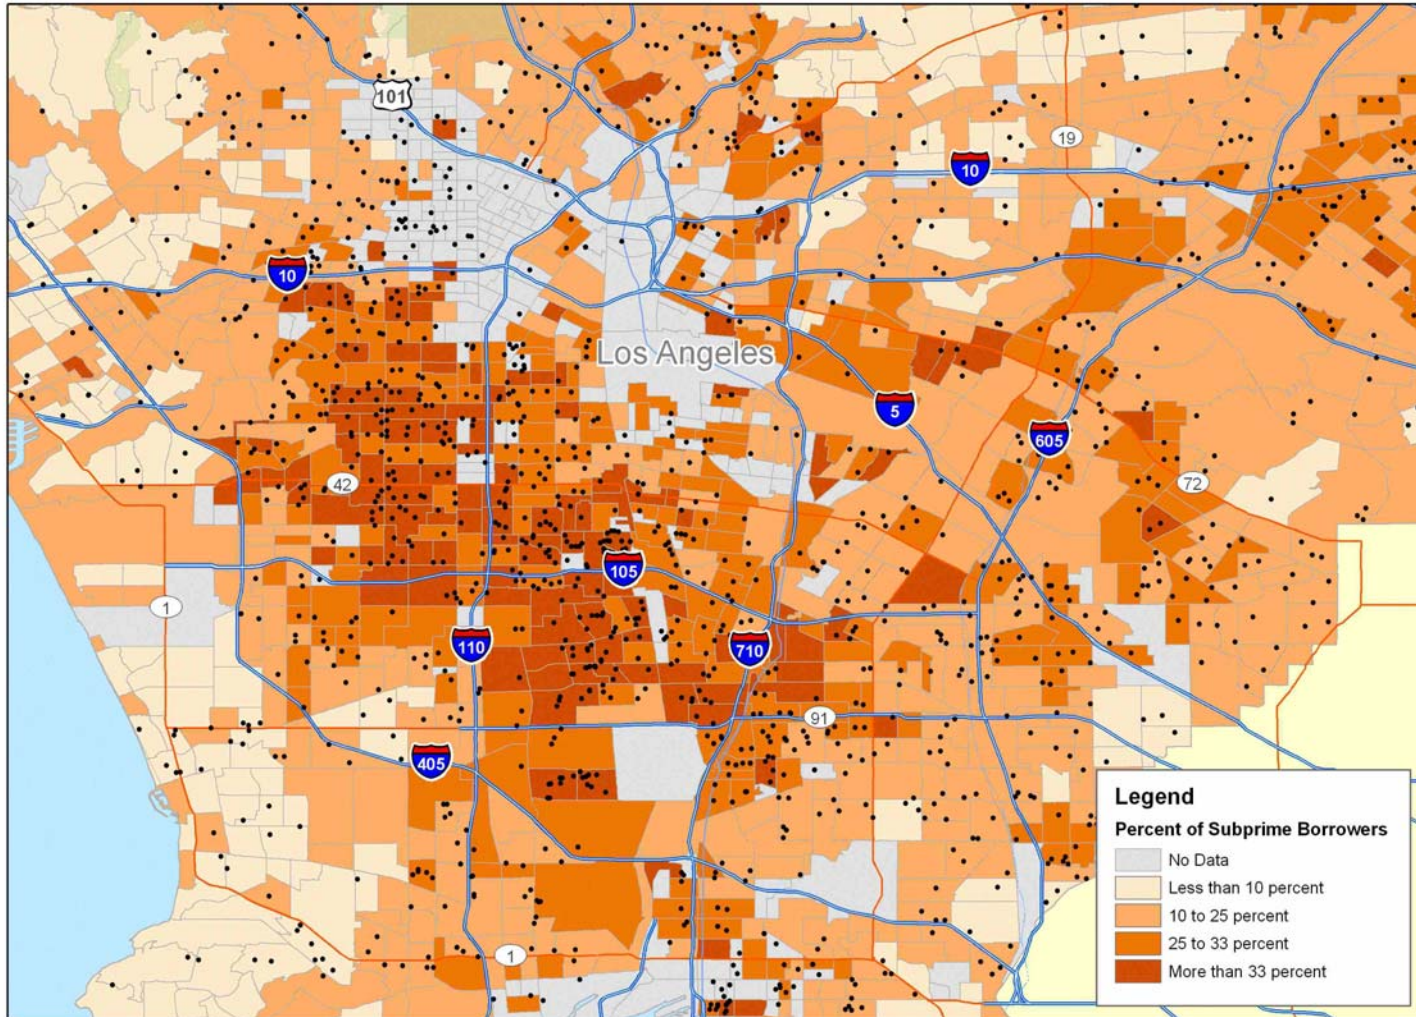 101
19
10
10
Los Angeles
5
605
42
72
105
1
110
710
91
405
1
Legend
Percent of Subprime Borrowers
No Data
Less than 10 percent
10 to 25 percent
25 to 33 percent
More than 33 percent